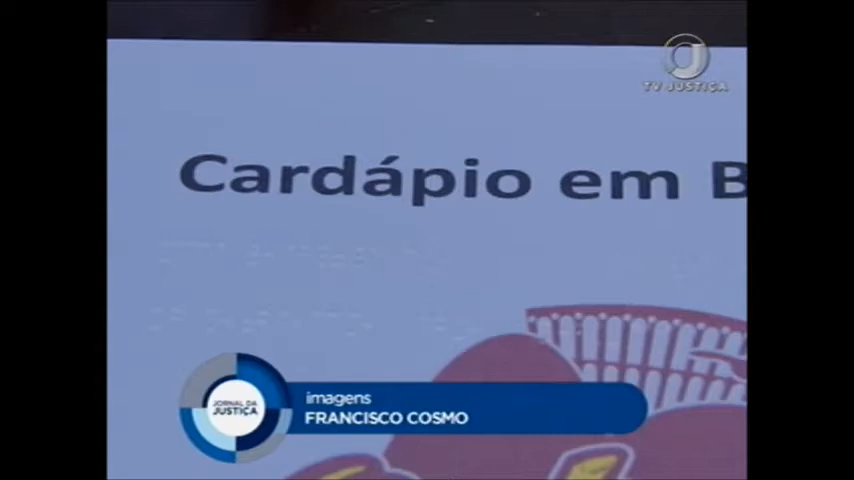 TV JUSTIÇA
Cardápio em B
imagens
JORNAL DA
JUSTIÇA
FRANCISCO COSMO